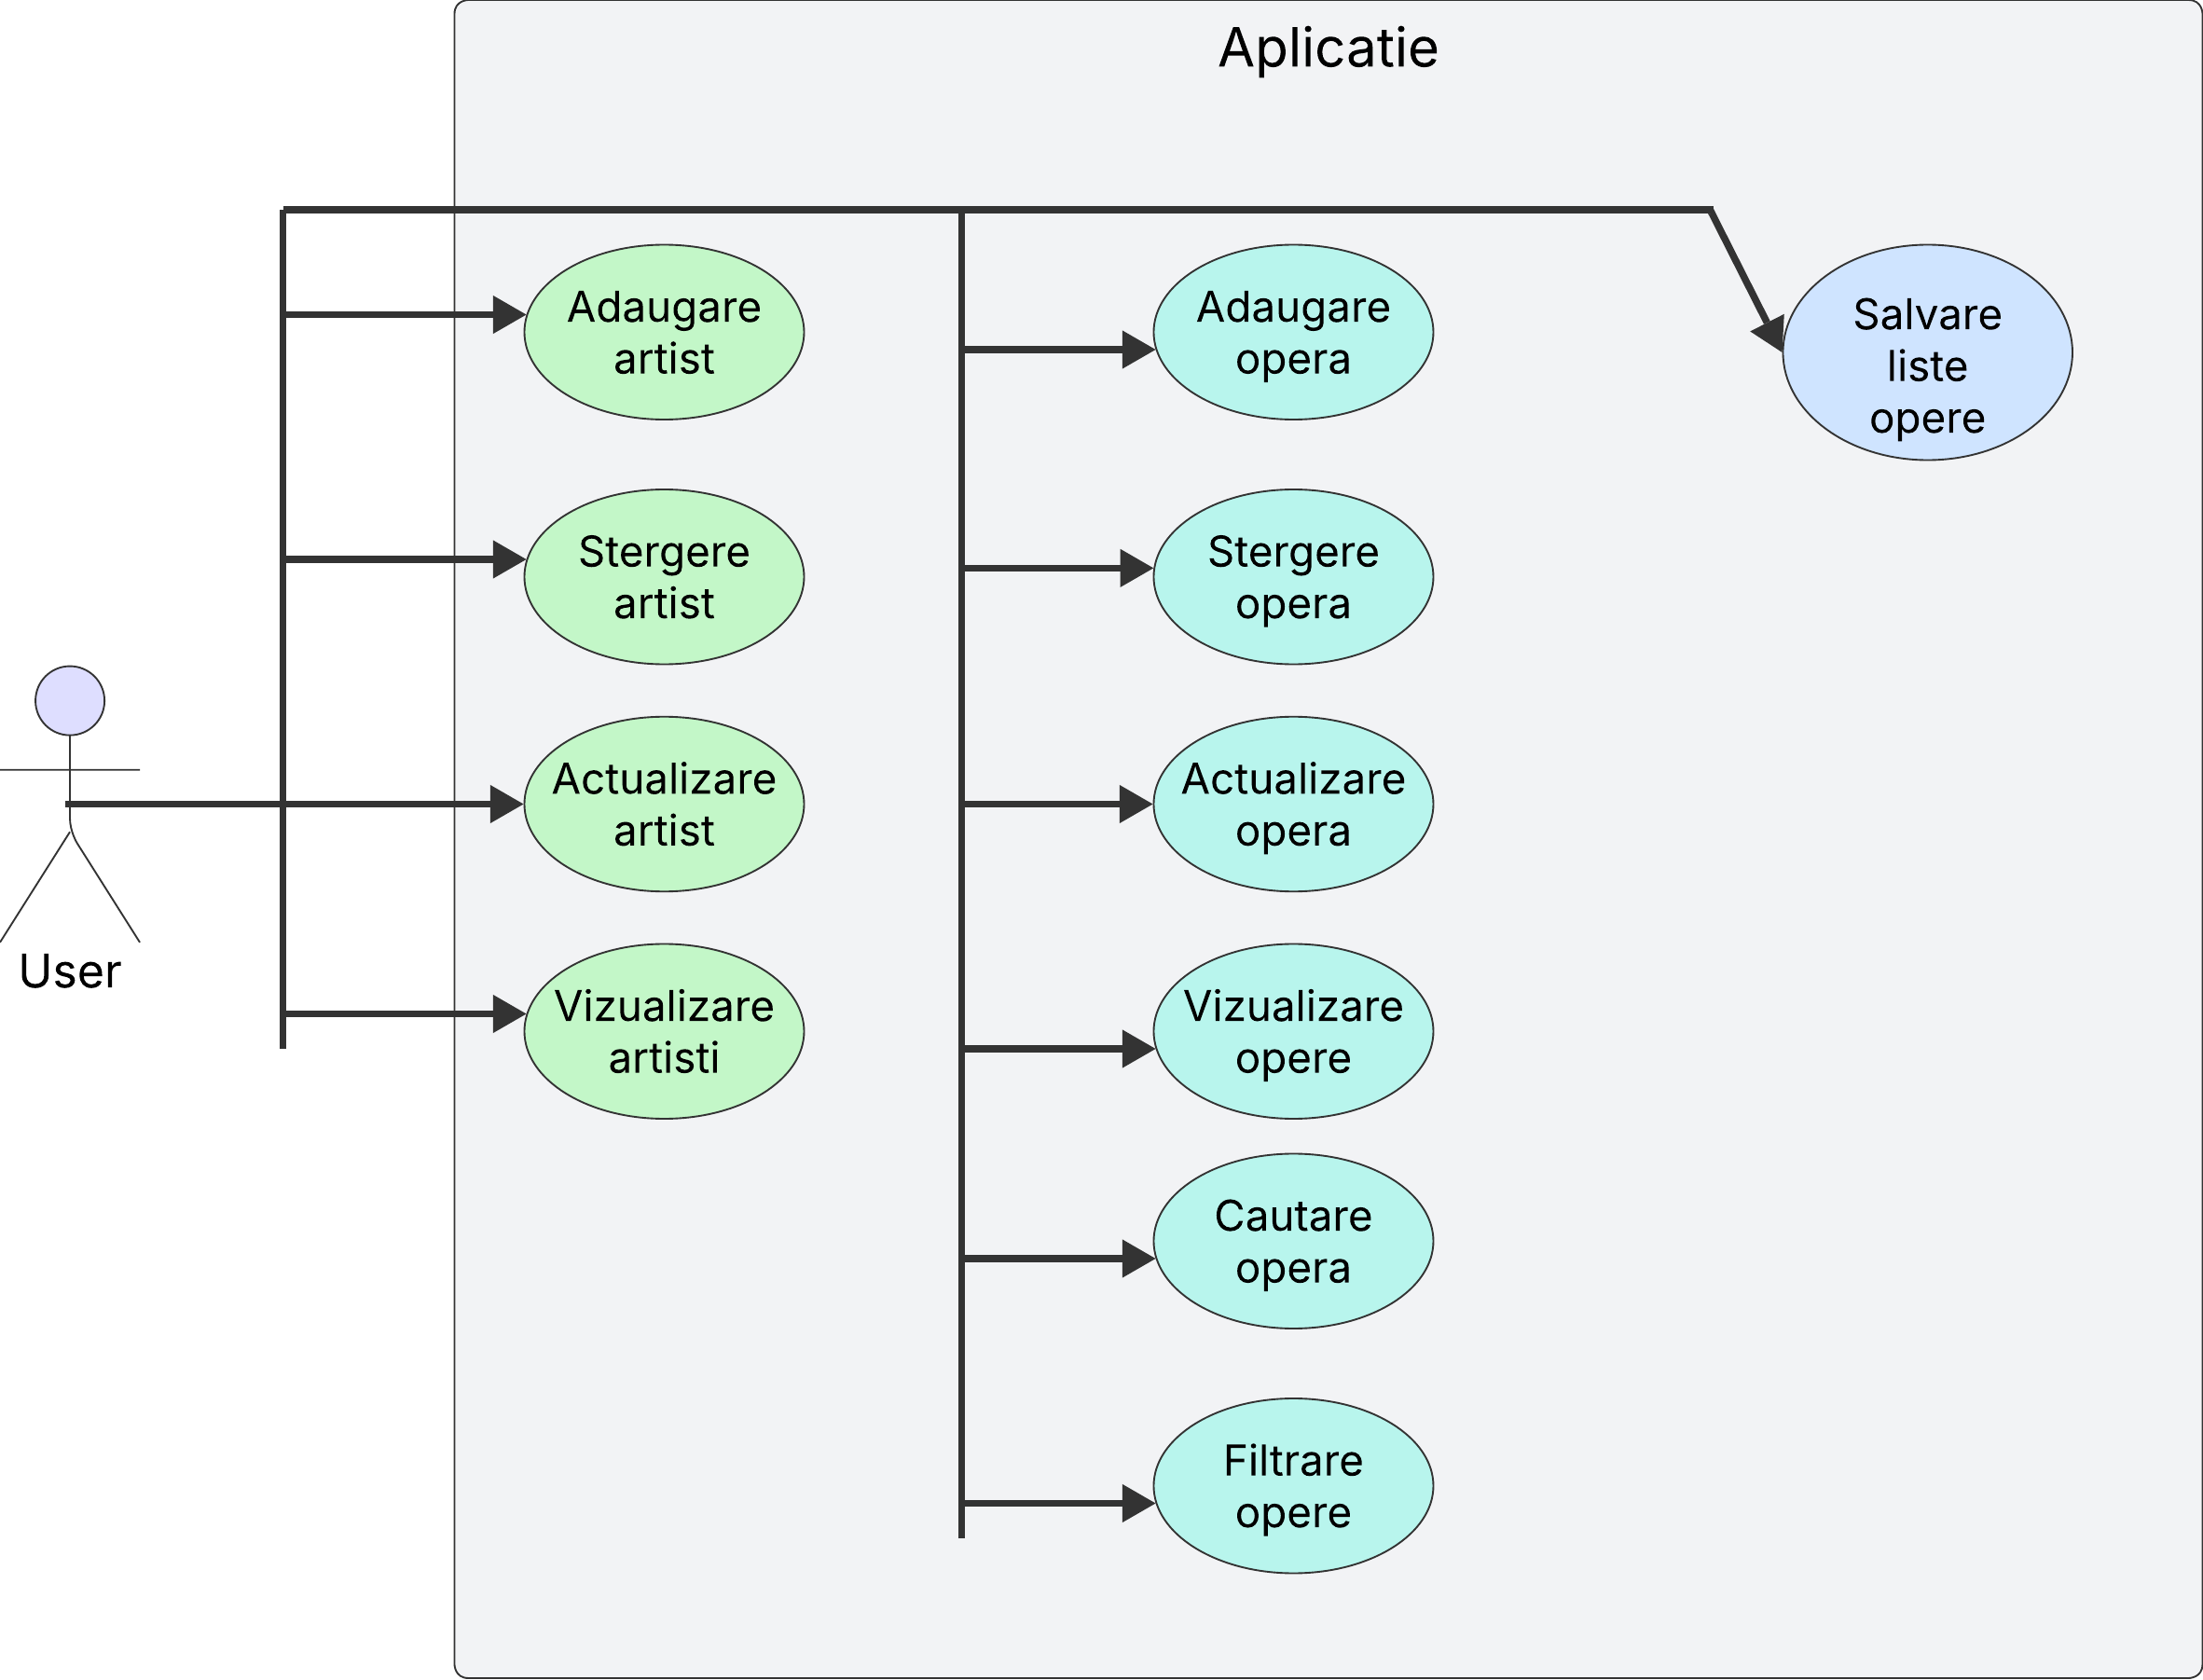 Aplicatie
Adaugare
artist
Stergere
artist
Actualizare
artist
Vizualizare
artisti
Adaugare
opera
Stergere
opera
Actualizare
opera
Vizualizare
opere
Cautare
opera
Filtrare
opere
Salvare
liste
opere
User